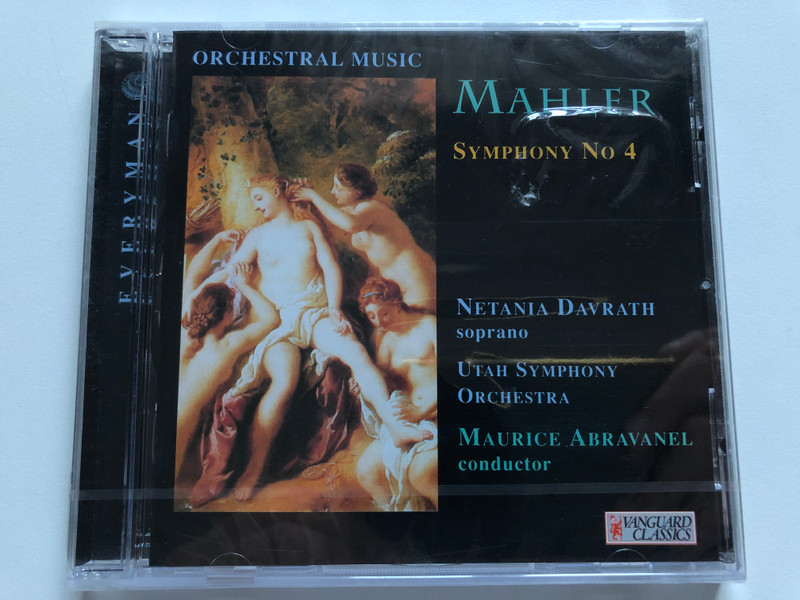 EVERYMAN
ORCHESTRAL MUSIC
MAHLER
SYMPHONY NO 4
NETANIA DAVRATH
soprano
UTAH SYMPHONY
ORCHESTRA
MAURICE ABRAVANEL
conductor
VANGUARD
CLASSICS